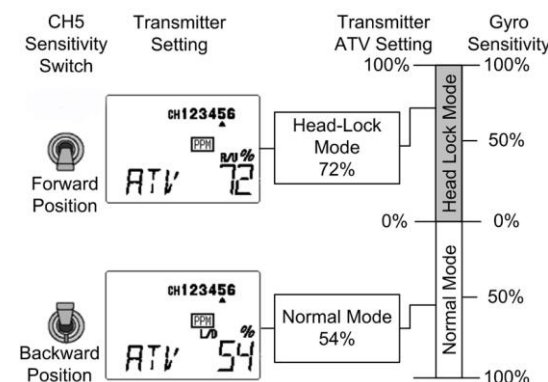 CH5
Sensitivity
Switch
Transmitter
Setting
Transmitter
ATV Setting
Gyro
Sensitivity
100%
100%
CH123456
PPM
R/U %
ATV 72
Forward
Position
Head-Lock
Mode
72%
Head Lock Mode
50%
0%
0%
CH123456
PPM
L/D %
ATV 54
Backward
Position
Normal Mode
54%
Normal Mode
50%
100%
100%